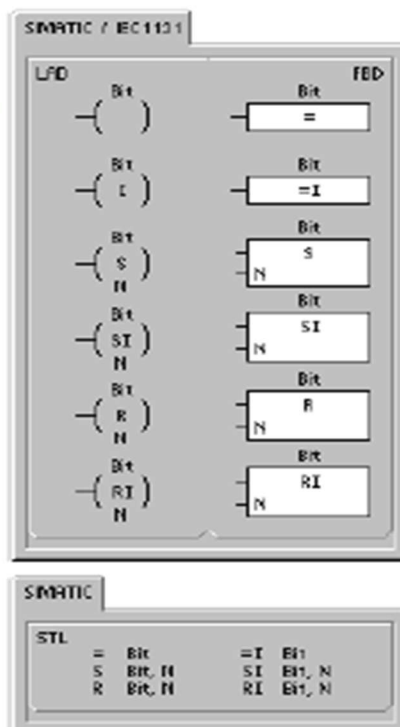 SIMATIC / IEC1131
LAD FBD
Bit Bit
( ) =
Bit Bit
( I ) =I
Bit Bit
( S ) S
N N
Bit Bit
( SI ) SI
N N
Bit Bit
( R ) R
N N
Bit Bit
( RI ) RI
N N
SIMATIC
STL
= Bit =I Bit
S Bit, N SI Bit, N
R Bit, N RI Bit, N